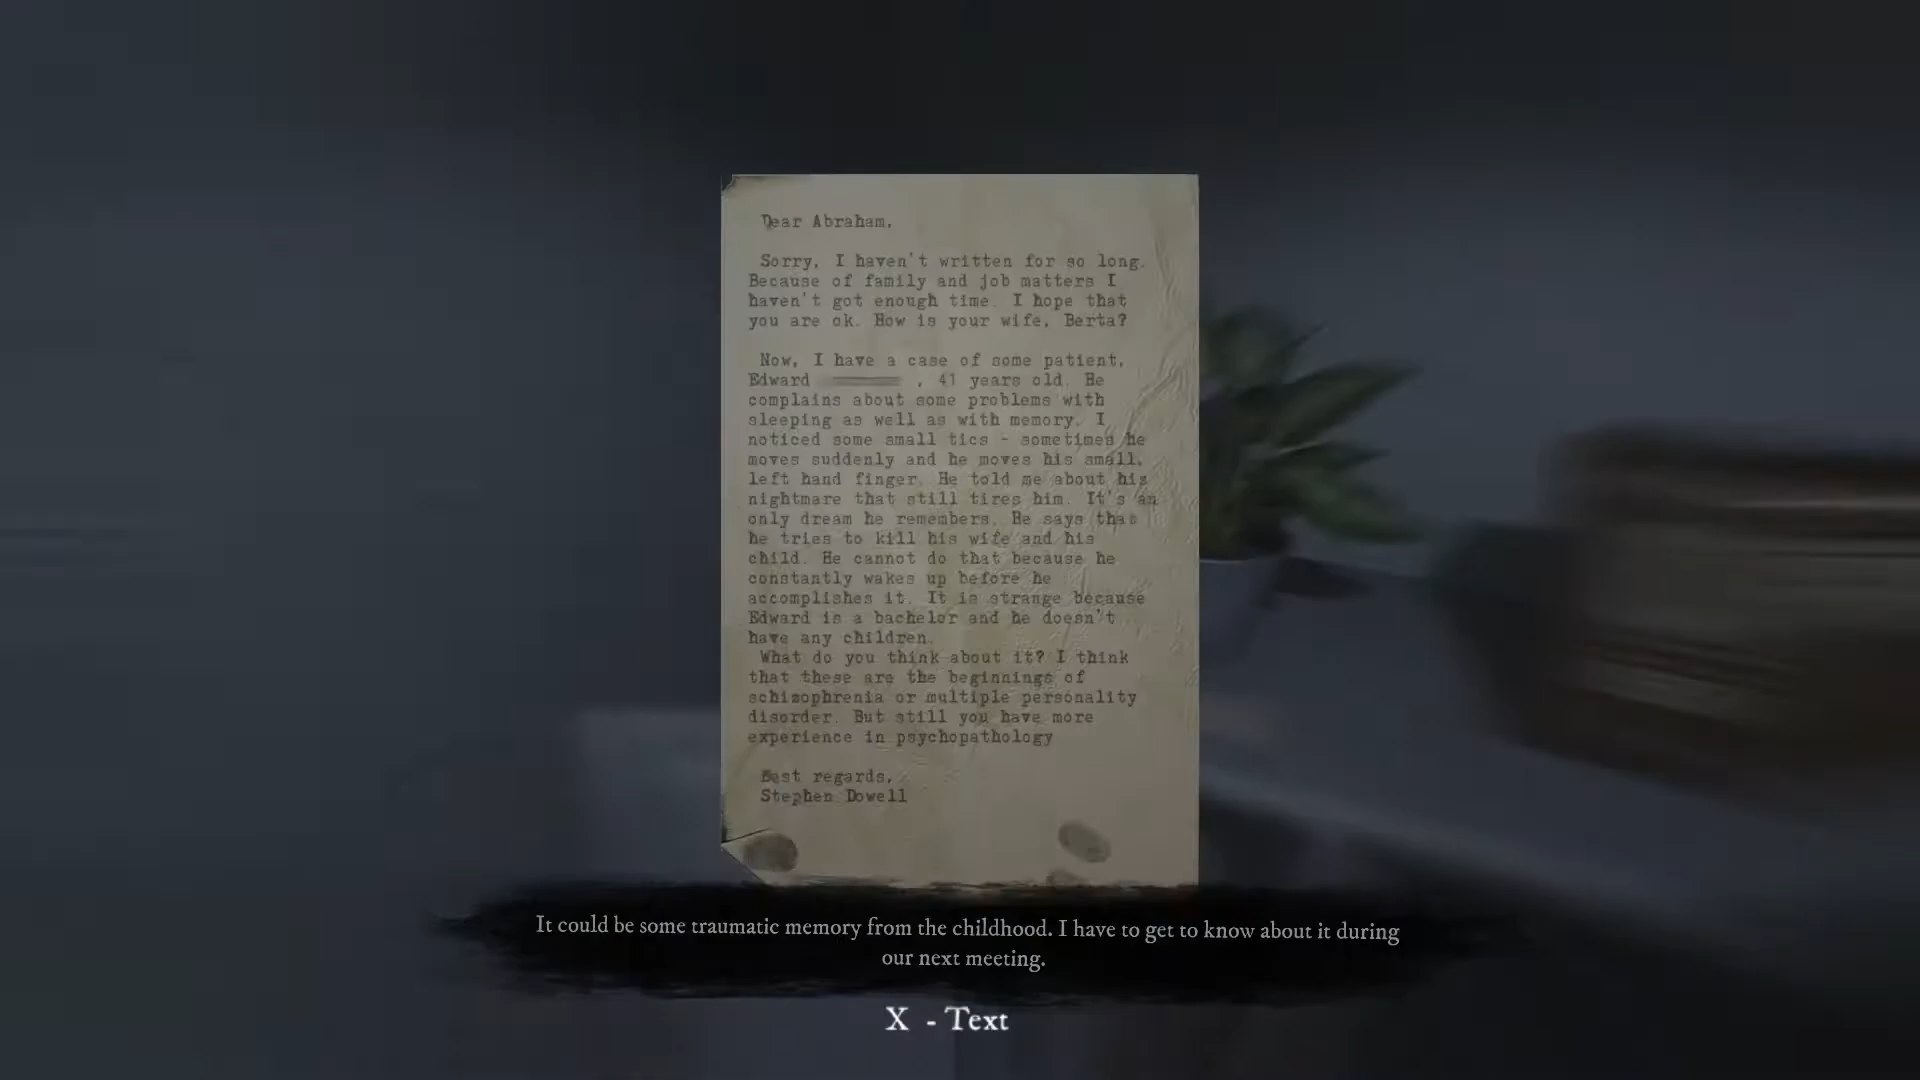 Dear Abraham,
Sorry, I haven't written for so long.
Because of family and job matters I
haven't got enough time. I hope that
you are ok. How is your wife, Berta?
Now, I have a case of some patient,
Edward , 41 years old. He
complains about some problems with
sleeping as well as with memory. I
noticed some small tics - sometimes he
moves suddenly and he moves his small,
left hand finger. He told me about his
nightmare that still tires him. It's an
only dream he remembers. He says that
he tries to kill his wife and his
child. He cannot do that because he
constantly wakes up before he
accomplishes it. It is strange because
Edward is a bachelor and he doesn't
have any children.
What do you think about it? I think
that these are the beginnings of
schizophrenia or multiple personality
disorder. But still you have more
experience in psychopathology
Best regards,
Stephen Dowell
It could be some traumatic memory from the childhood. I have to get to know about it during
our next meeting.
X - Text